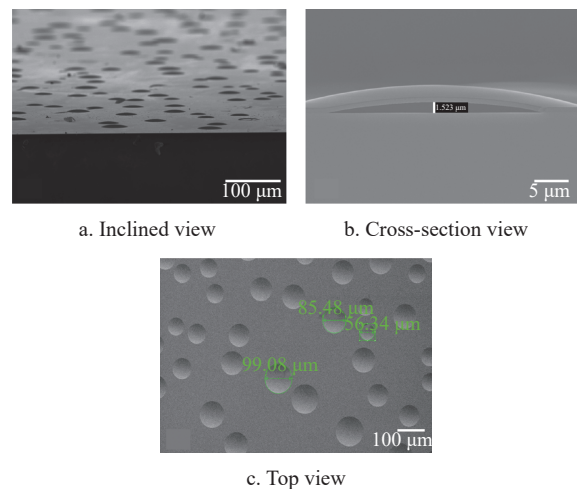 100 μm
1.523 μm
5 μm
a. Inclined view
b. Cross-section view
85.48 μm
56.34 μm
99.08 μm
100 μm
c. Top view